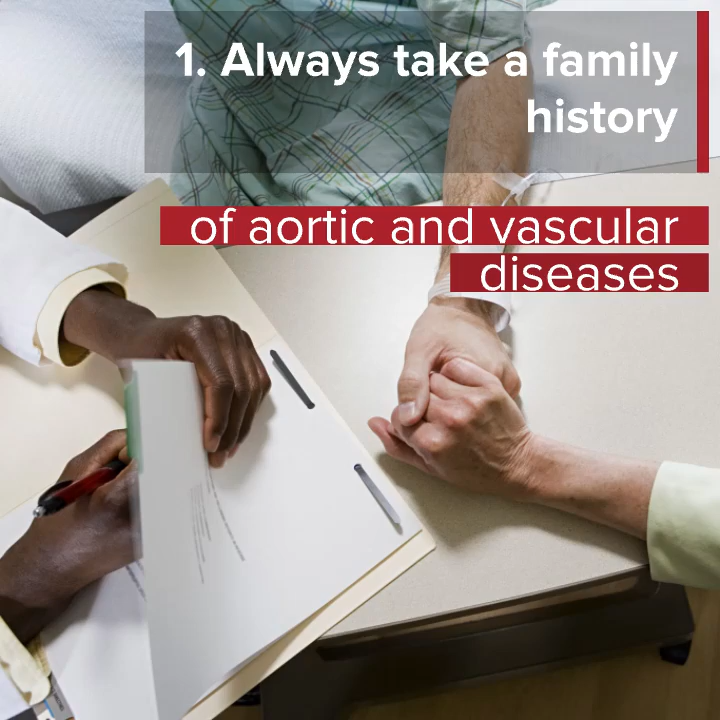 1. Always take a family
history
of aortic and vascular
diseases